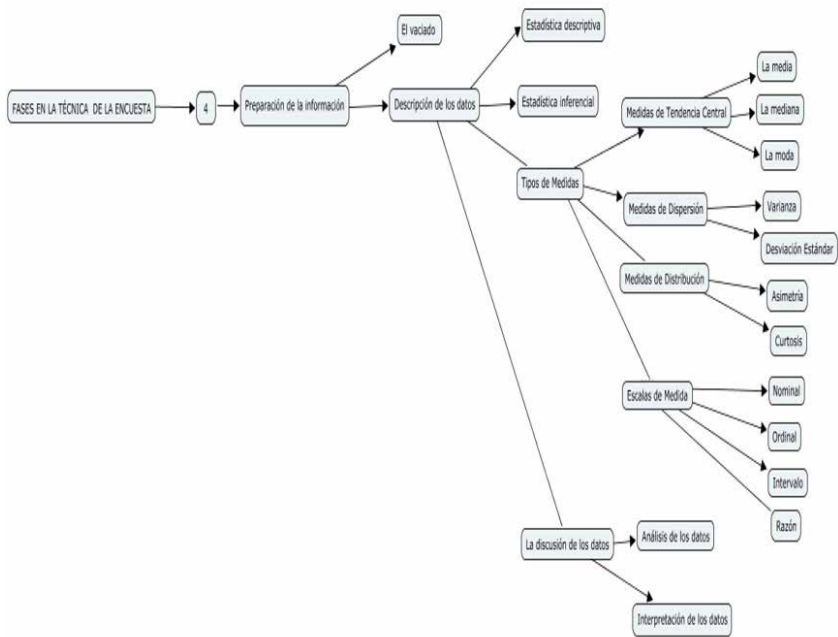 FASES EN LA TÉCNICA DE LA ENCUESTA
4
Preparación de la información
El vaciado
Descripción de los datos
Estadística descriptiva
Estadística inferencial
Tipos de Medidas
Medidas de Tendencia Central
La media
La mediana
La moda
Medidas de Dispersión
Varianza
Desviación Estándar
Medidas de Distribución
Asimetría
Curtosis
Escalas de Medida
Nominal
Ordinal
Intervalo
Razón
La discusión de los datos
Análisis de los datos
Interpretación de los datos